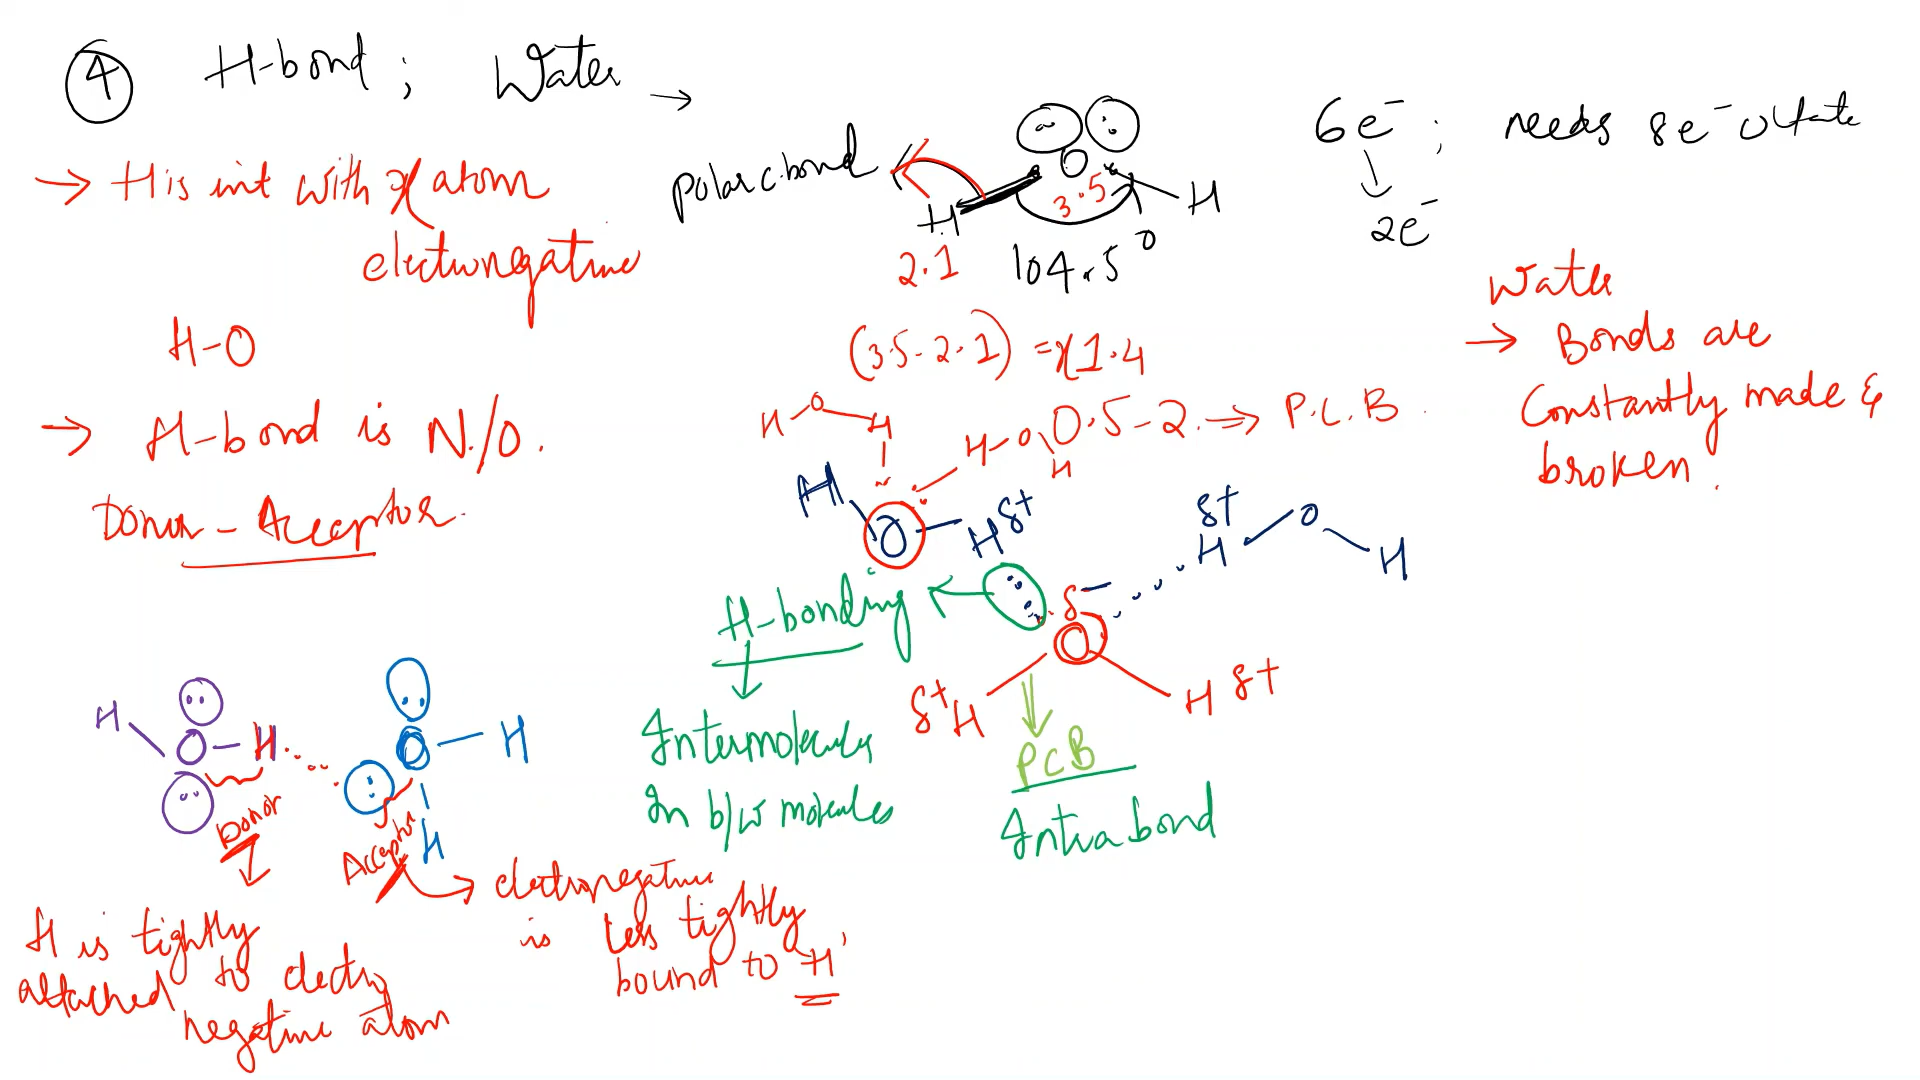 4 H-bond ; Water →
→ H is int with x atom
electronegative
H-O
→ H-bond is N/O.
Donor - Acceptor.
polar c.bond
O
H
H
3.5
2.1
104.5°
6e⁻ ; needs 8e⁻
2e⁻
(3.5-2.1) = 1.4
0.5-2. ⇒ P.C.B
Water
→ Bonds are
Constantly made &
broken.
H-O-H
H-O
H
H
O
H δ+
δ+
H O H
δ-
O
δ+ H
H δ+
H-bonding
Intermolecular
In b/w molecules
PCB
Intra bond
H O H
O H
H
Donor
Acceptor
H is tightly
attached to electro
negative atom
electronegative
is less tightly
bound to H